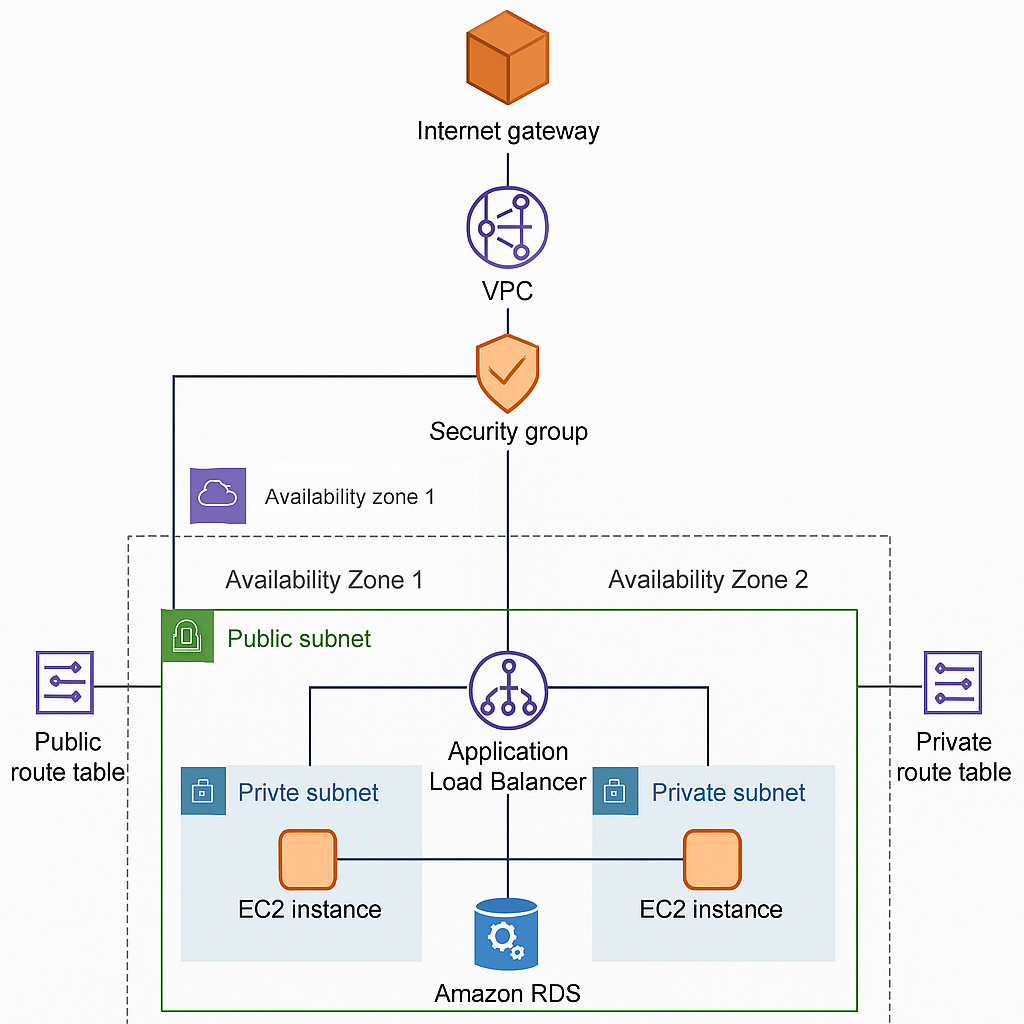 Internet gateway
VPC
Security group
Availability zone 1
Availability Zone 1
Availability Zone 2
Public subnet
Public
route table
Application
Load Balancer
Private
route table
Privte subnet
Private subnet
EC2 instance
EC2 instance
Amazon RDS